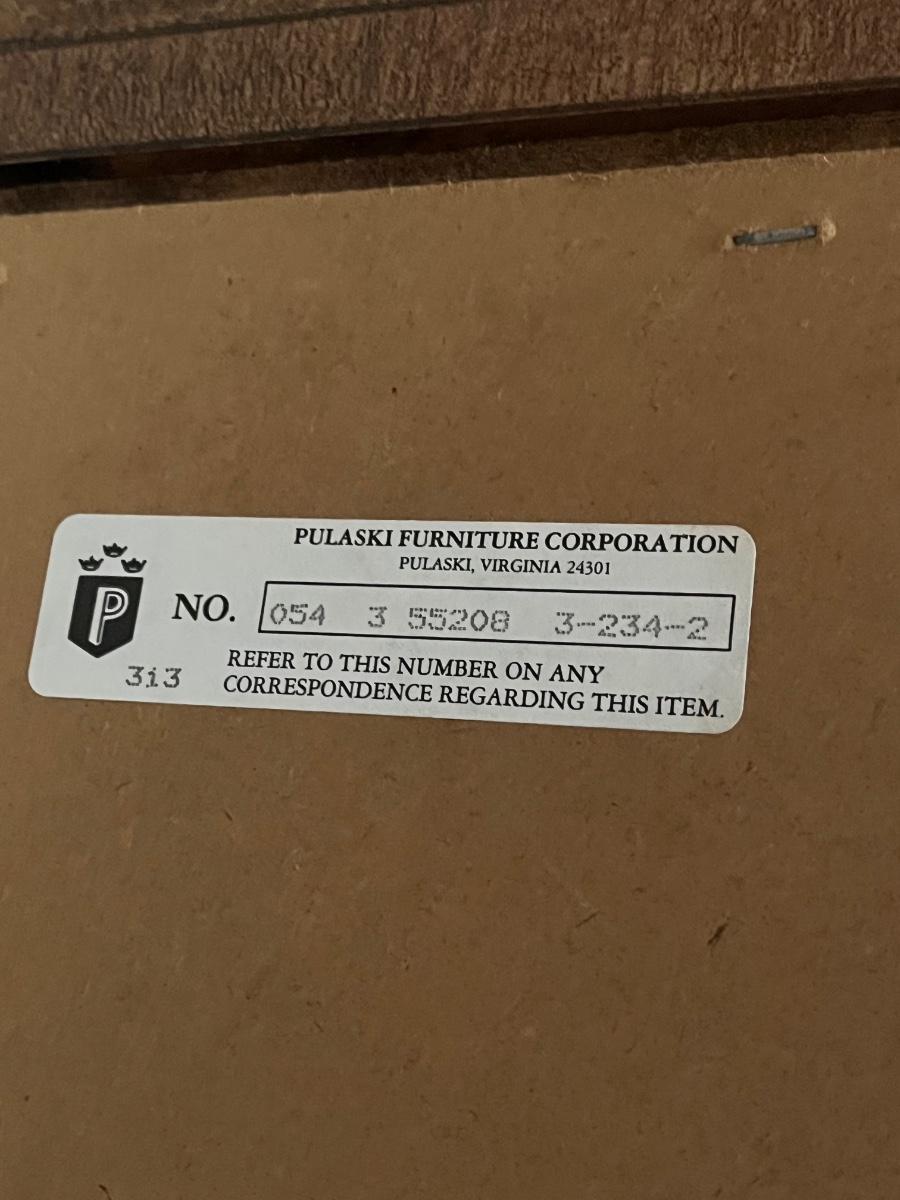 PULASKI FURNITURE CORPORATION
PULASKI, VIRGINIA 24301
P
NO. 054 3 55208 3-234-2
REFER TO THIS NUMBER ON ANY
3i3 CORRESPONDENCE REGARDING THIS ITEM.